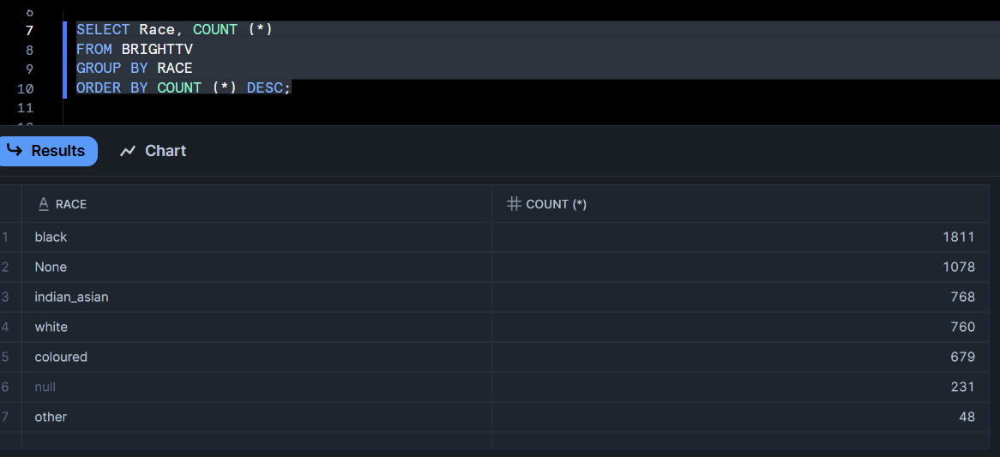 6
7 SELECT Race, COUNT (*)
8 FROM BRIGHTTV
9 GROUP BY RACE
10 ORDER BY COUNT (*) DESC;
11
Results Chart
RACE COUNT (*)
1 black 1811
2 None 1078
3 indian_asian 768
4 white 760
5 coloured 679
6 null 231
7 other 48